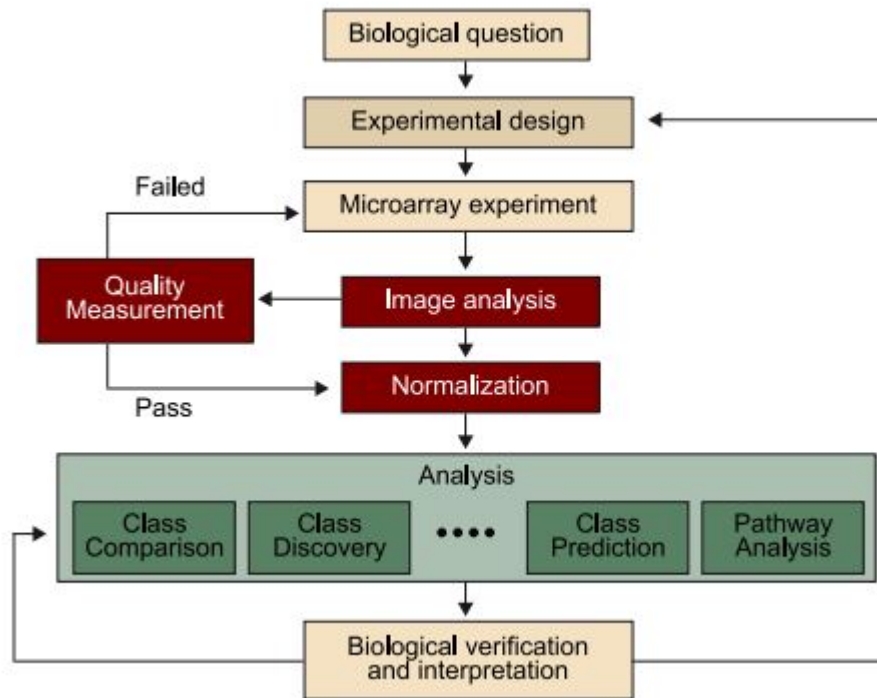 Biological question
Experimental design
Failed
Microarray experiment
Quality
Measurement
Image analysis
Normalization
Pass
Analysis
Class
Comparison
Class
Discovery
Class
Prediction
Pathway
Analysis
Biological verification
and interpretation